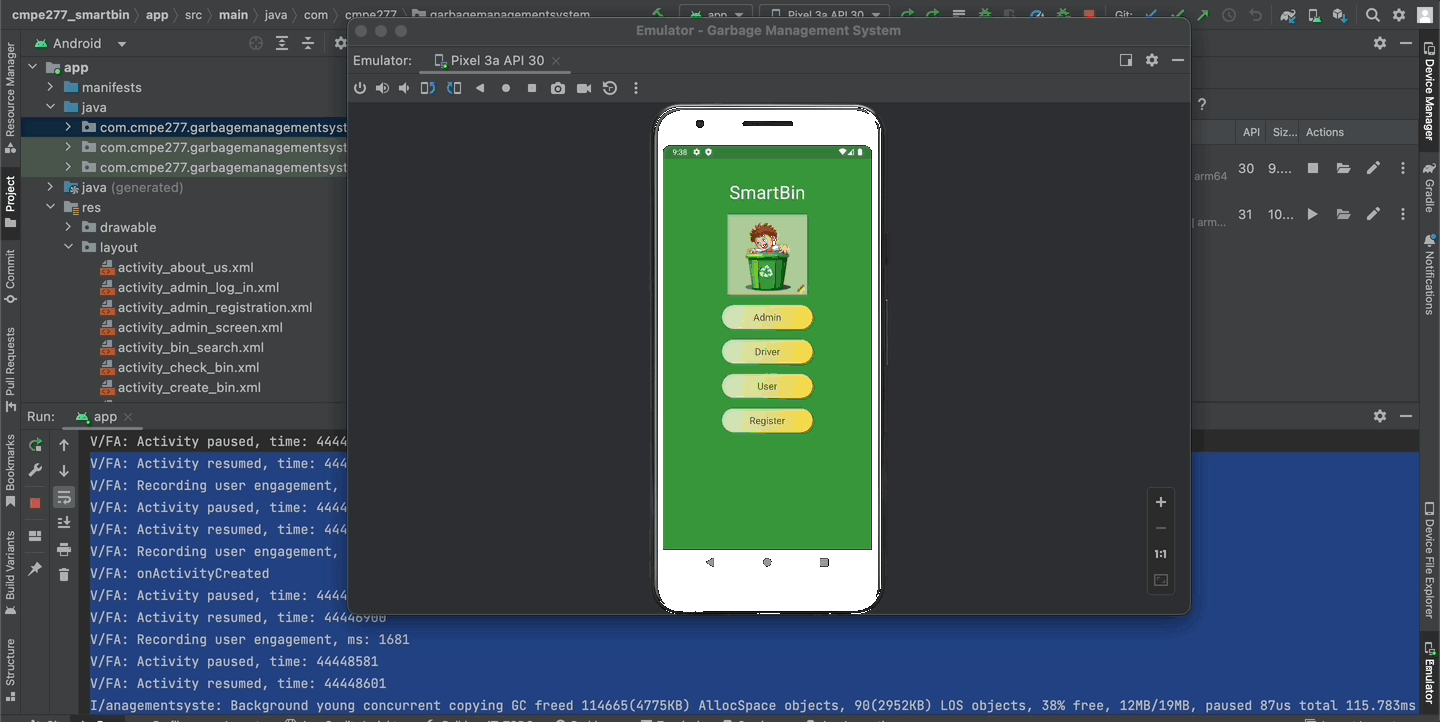 cmpe277_smartbin
app
src
main
java
com
cmpe277
garbagemanagementsystem
app
Pixel 3a API 30
Git:
Emulator - Garbage Management System
Android
Emulator:
Pixel 3a API 30
app
manifests
java
com.cmpe277.garbagemanagementsyst
com.cmpe277.garbagemanagementsyst
com.cmpe277.garbagemanagementsyst
java (generated)
res
drawable
layout
activity_about_us.xml
activity_admin_log_in.xml
activity_admin_registration.xml
activity_admin_screen.xml
activity_bin_search.xml
activity_check_bin.xml
activity_create_bin.xml
9:38
SmartBin
Admin
Driver
User
Register
1:1
?
API
Siz...
Actions
arm64
30
9....
| arm...
31
10...
Resource Manager
Project
Commit
Pull Requests
Bookmarks
Build Variants
Structure
Device Manager
Gradle
Notifications
Device File Explorer
Emulator
Run:
app
V/FA: Activity paused, time: 4444
V/FA: Activity resumed, time: 444
V/FA: Recording user engagement,
V/FA: Activity paused, time: 4444
V/FA: Activity resumed, time: 444
V/FA: Recording user engagement,
V/FA: onActivityCreated
V/FA: Activity paused, time: 4444
V/FA: Activity resumed, time: 44446900
V/FA: Recording user engagement, ms: 1681
V/FA: Activity paused, time: 44448581
V/FA: Activity resumed, time: 44448601
I/anagementsyste: Background young concurrent copying GC freed 114665(4775KB) AllocSpace objects, 90(2952KB) LOS objects, 38% free, 12MB/19MB, paused 87us total 115.783ms